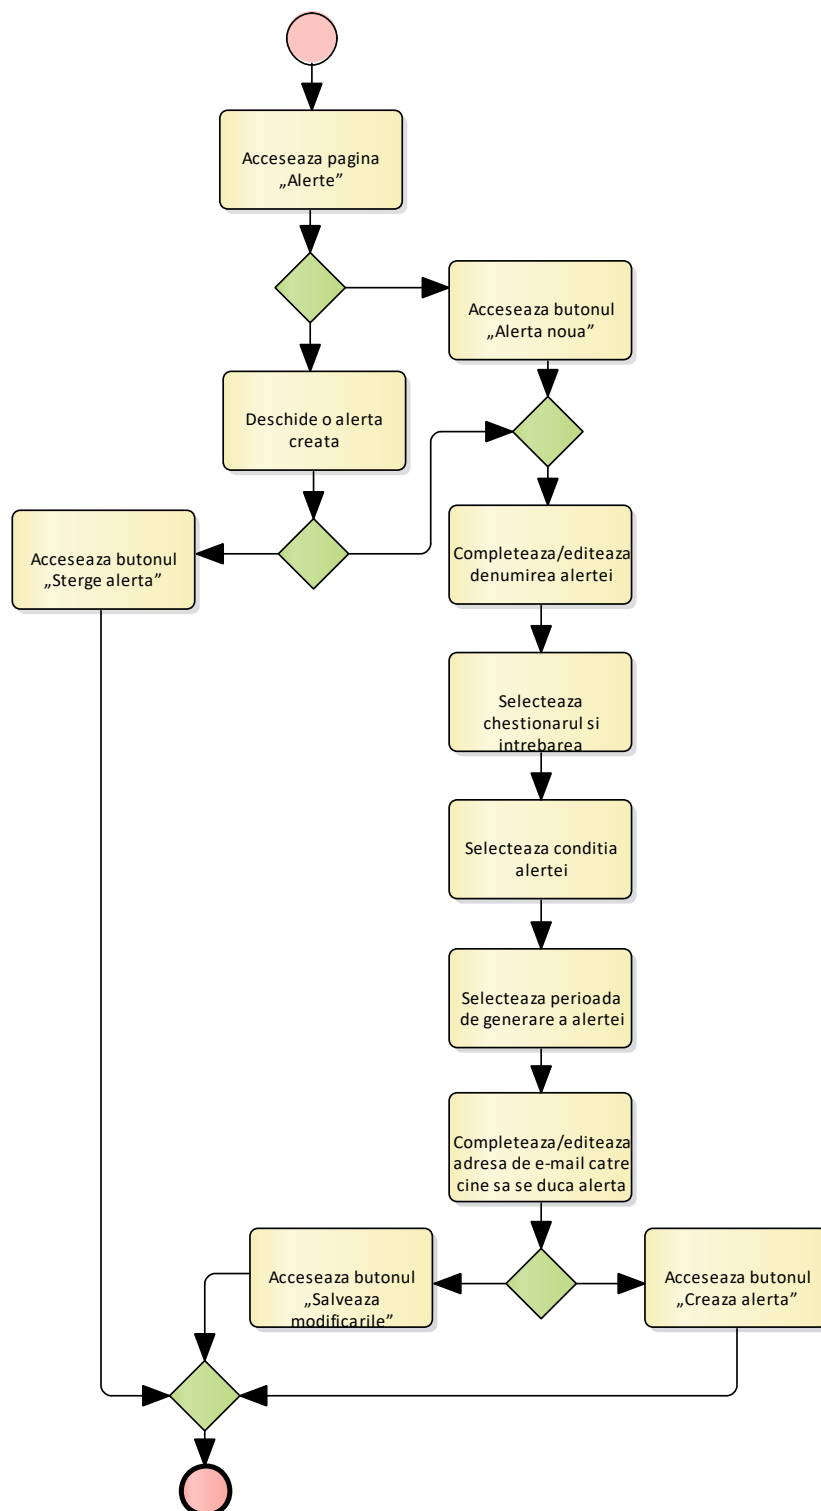 Acceseaza pagina
„Alerte”
Acceseaza butonul
„Alerta noua”
Deschide o alerta
creata
Acceseaza butonul
„Sterge alerta”
Completeaza/editeaza
denumirea alertei
Selecteaza
chestionarul si
intrebarea
Selecteaza conditia
alertei
Selecteaza perioada
de generare a alertei
Completeaza/editeaza
adresa de e-mail catre
cine sa se duca alerta
Acceseaza butonul
„Salveaza
modificarile”
Acceseaza butonul
„Creaza alerta”